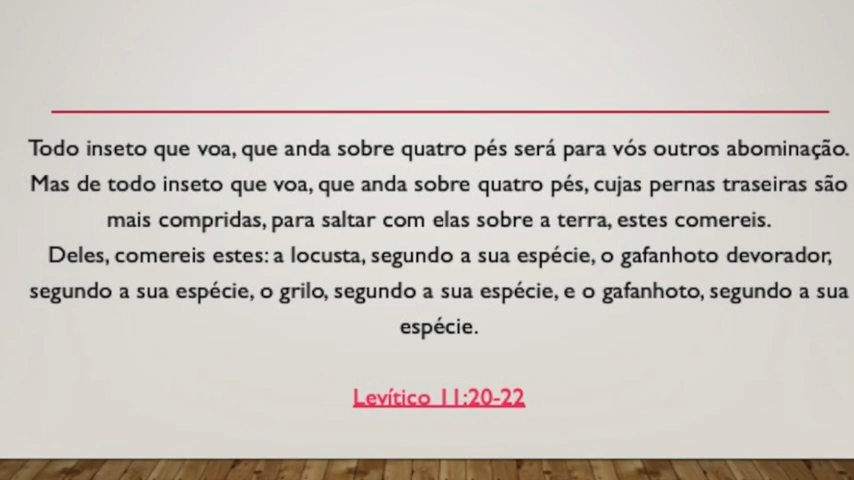 Todo inseto que voa, que anda sobre quatro pés será para vós outros abominação.
Mas de todo inseto que voa, que anda sobre quatro pés, cujas pernas traseiras são
mais compridas, para saltar com elas sobre a terra, estes comereis.
Deles, comereis estes: a locusta, segundo a sua espécie, o gafanhoto devorador,
segundo a sua espécie, o grilo, segundo a sua espécie, e o gafanhoto, segundo a sua
espécie.
Levítico 11:20-22